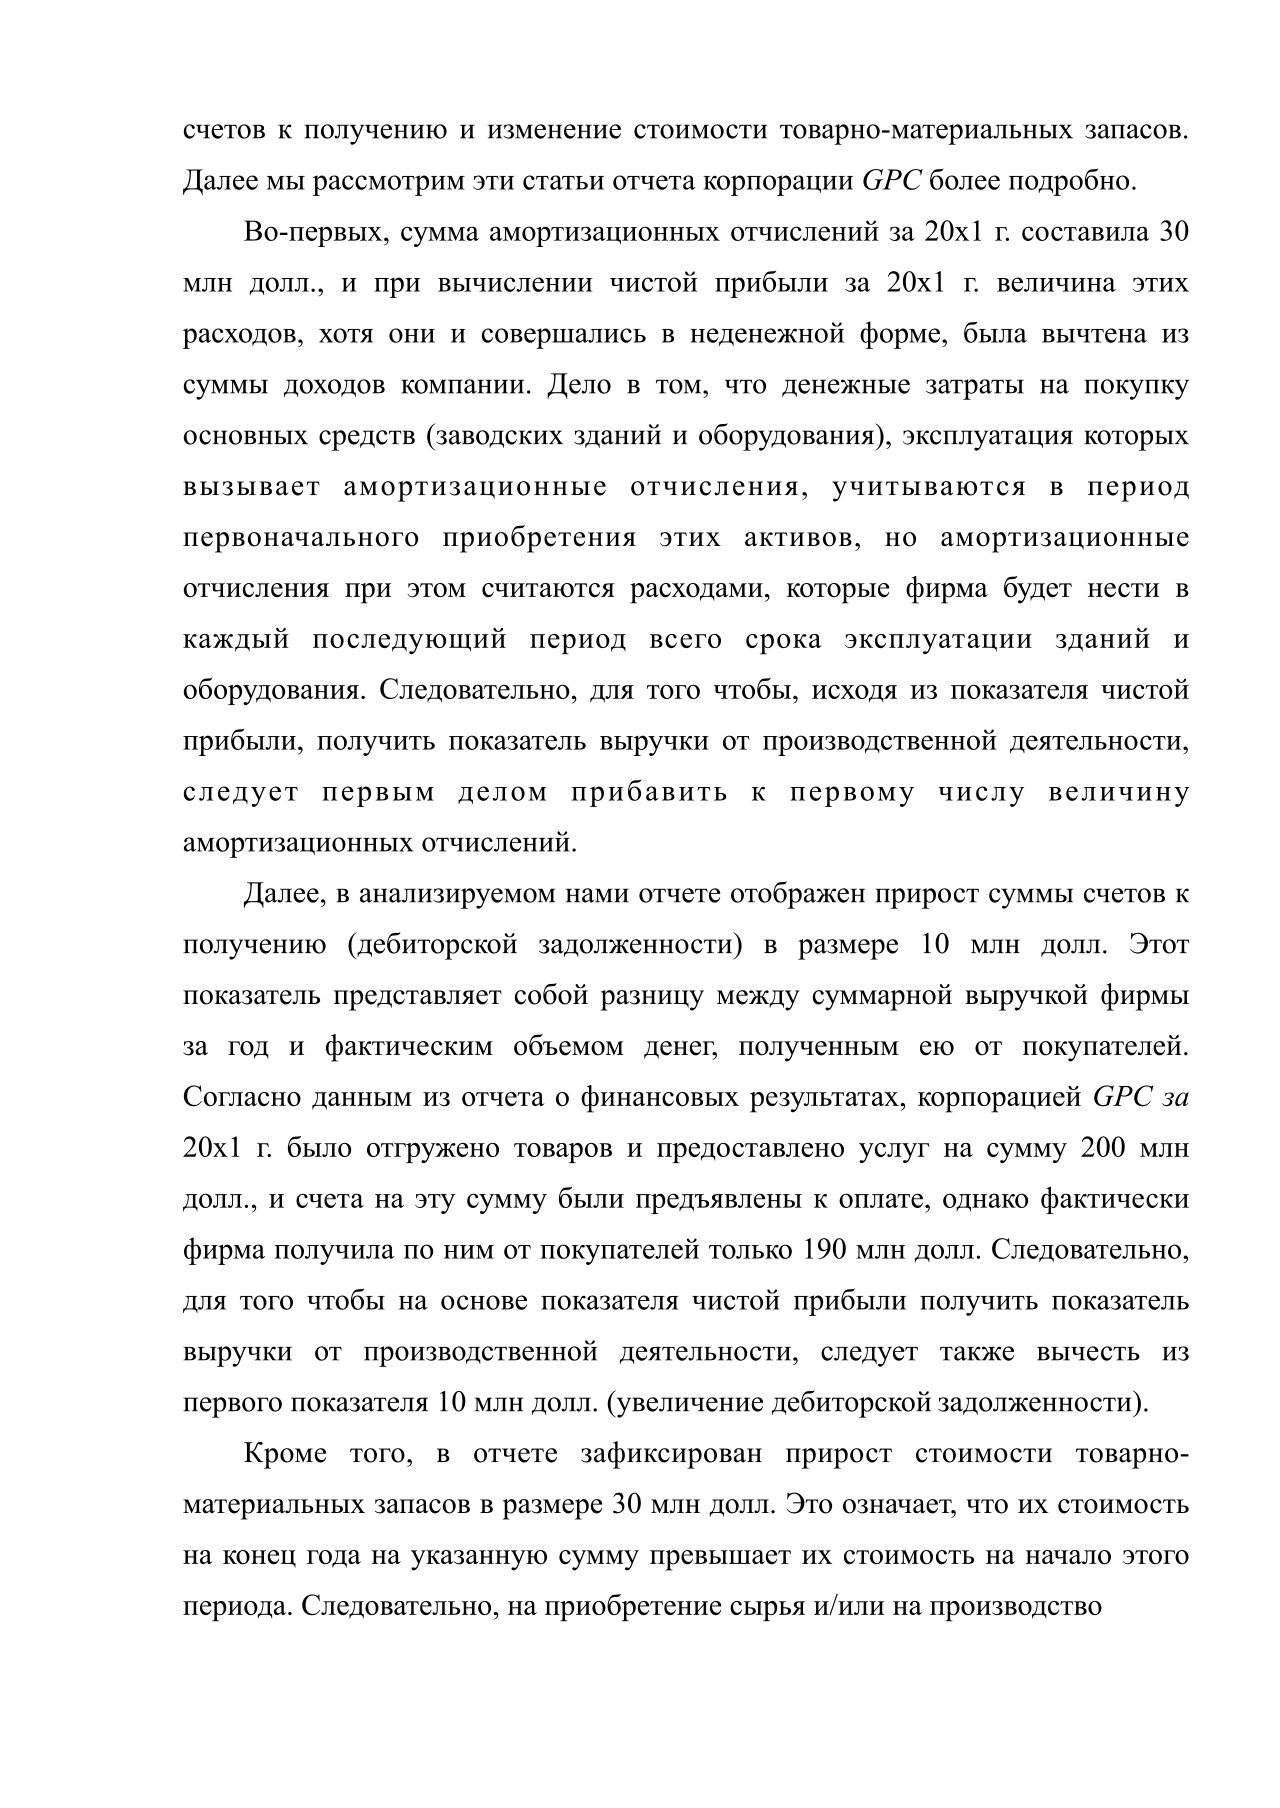 счетов к получению и изменение стоимости товарно-материальных запасов.
Далее мы рассмотрим эти статьи отчета корпорации GPC более подробно.
Во-первых, сумма амортизационных отчислений за 20x1 г. составила 30
млн долл., и при вычислении чистой прибыли за 20x1 г. величина этих
расходов, хотя они и совершались в неденежной форме, была вычтена из
суммы доходов компании. Дело в том, что денежные затраты на покупку
основных средств (заводских зданий и оборудования), эксплуатация которых
вызывает амортизационные отчисления, учитываются в период
первоначального приобретения этих активов, но амортизационные
отчисления при этом считаются расходами, которые фирма будет нести в
каждый последующий период всего срока эксплуатации зданий и
оборудования. Следовательно, для того чтобы, исходя из показателя чистой
прибыли, получить показатель выручки от производственной деятельности,
следует первым делом прибавить к первому числу величину
амортизационных отчислений.
Далее, в анализируемом нами отчете отображен прирост суммы счетов к
получению (дебиторской задолженности) в размере 10 млн долл. Этот
показатель представляет собой разницу между суммарной выручкой фирмы
за год и фактическим объемом денег, полученным ею от покупателей.
Согласно данным из отчета о финансовых результатах, корпорацией GPC за
20x1 г. было отгружено товаров и предоставлено услуг на сумму 200 млн
долл., и счета на эту сумму были предъявлены к оплате, однако фактически
фирма получила по ним от покупателей только 190 млн долл. Следовательно,
для того чтобы на основе показателя чистой прибыли получить показатель
выручки от производственной деятельности, следует также вычесть из
первого показателя 10 млн долл. (увеличение дебиторской задолженности).
Кроме того, в отчете зафиксирован прирост стоимости товарно-
материальных запасов в размере 30 млн долл. Это означает, что их стоимость
на конец года на указанную сумму превышает их стоимость на начало этого
периода. Следовательно, на приобретение сырья и/или на производство